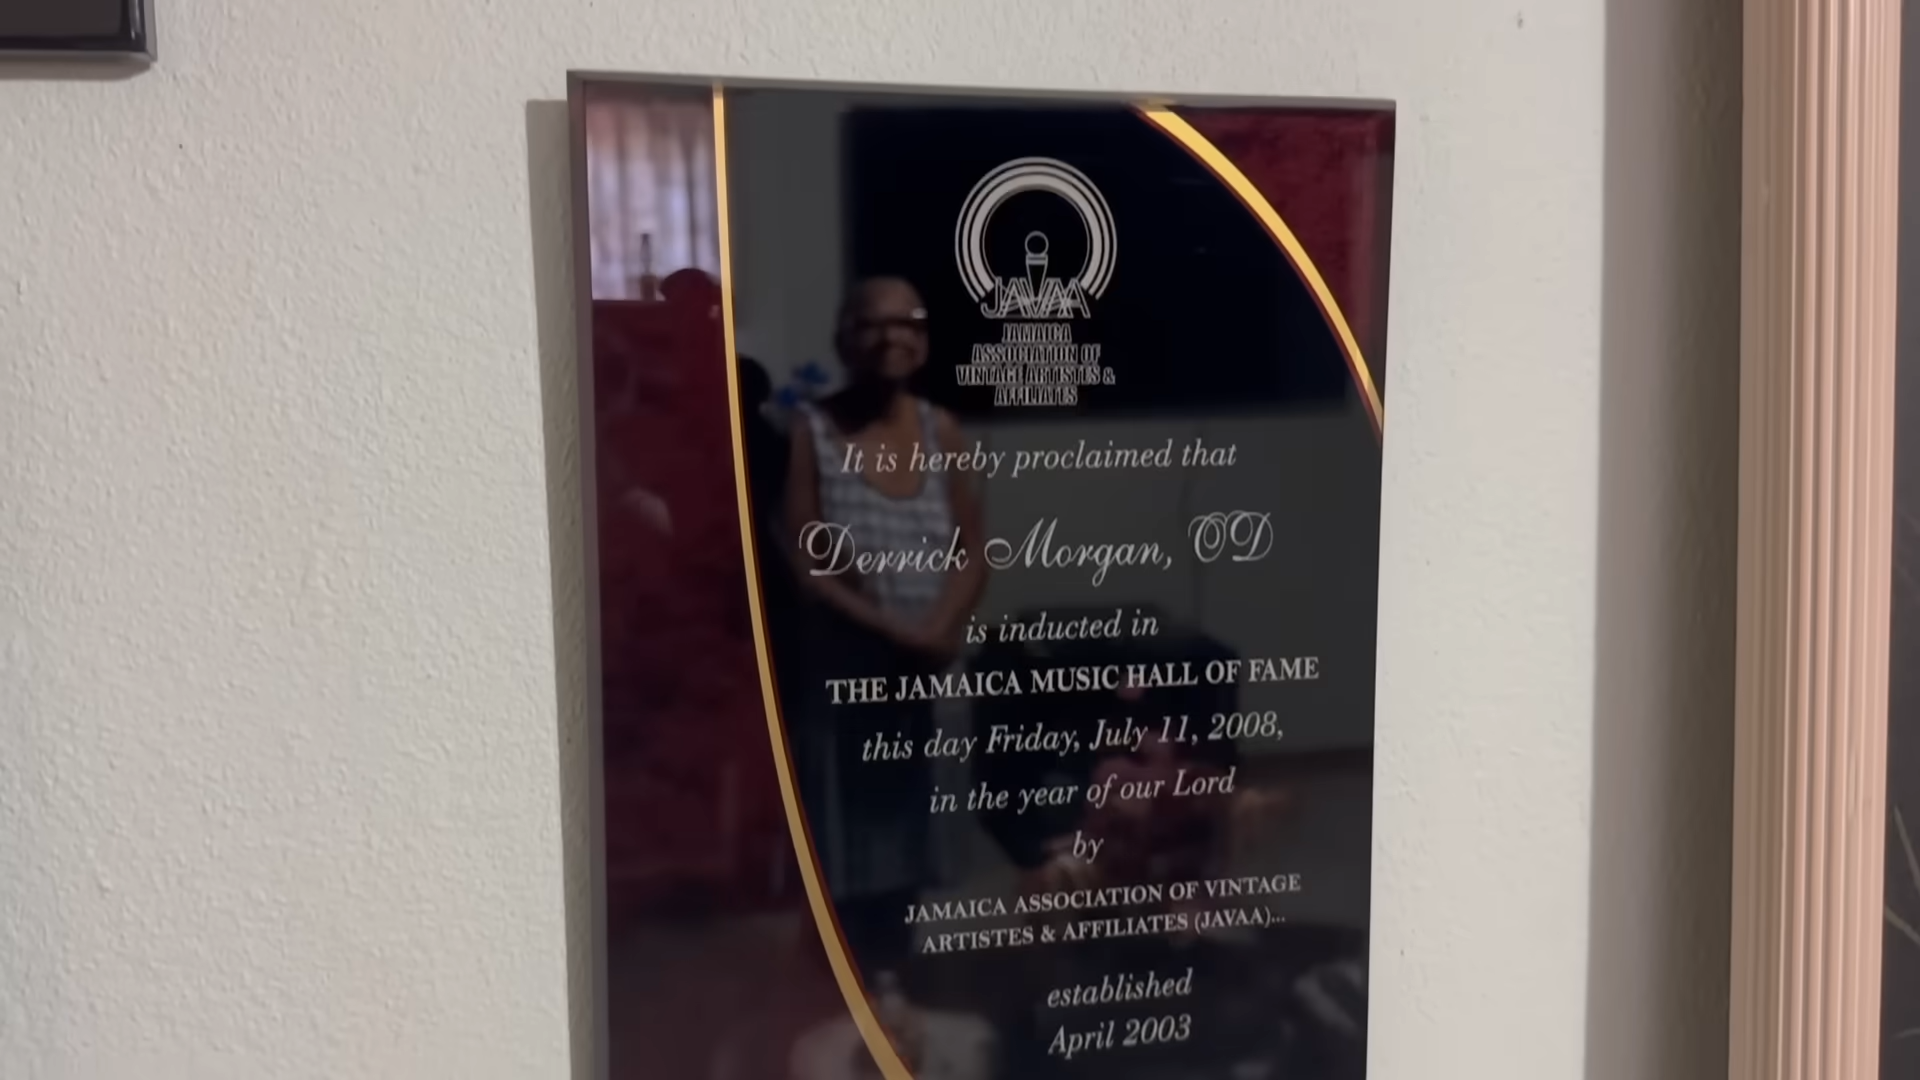 JAVAA
JAMAICA
ASSOCIATION OF
VINTAGE ARTISTES &
AFFILIATES
It is hereby proclaimed that
Derrick Morgan, OD
is inducted in
THE JAMAICA MUSIC HALL OF FAME
this day Friday, July 11, 2008,
in the year of our Lord
by
JAMAICA ASSOCIATION OF VINTAGE
ARTISTES & AFFILIATES (JAVAA)...
established
April 2003